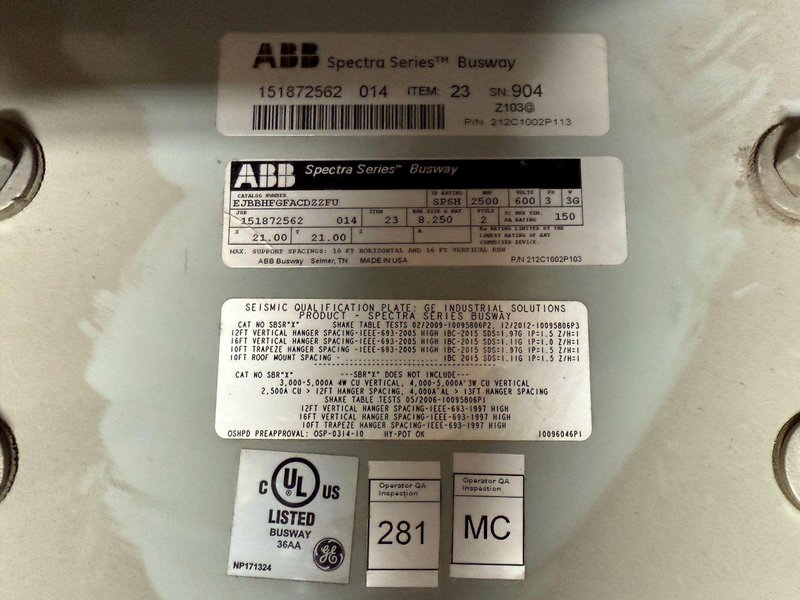 ABB Spectra Series™ Busway
151872562 014 ITEM: 23 SN: 904
Z103@
P/N 212C1002P113
ABB Spectra Series™ Busway
CATALOG NUMBER IP RATING AMP VOLTS P W
EJBBHFGFACDZZFU SPSH 2500 600 3 3G
JOB ITEM BAR SIZE & MAT STYLE SC RMS SYM. KA RATING
151872562 014 23 8.250 2 150
X Y Z KA RATING LIMITED BY THE LOWEST RATING OF ANY CONNECTED DEVICE.
21.00 21.00
MAX. SUPPORT SPACINGS: 10 FT HORIZONTAL AND 16 FT VERTICAL RUN
ABB Busway Selmer, TN. MADE IN USA P/N 212C1002P103
SEISMIC QUALIFICATION PLATE: GE INDUSTRIAL SOLUTIONS
PRODUCT - SPECTRA SERIES BUSWAY
CAT NO SBSR"X" SHAKE TABLE TESTS 02/2009-10095806P2, 12/2012-10095806P3
12FT VERTICAL HANGER SPACING-IEEE-693-2005 HIGH IBC-2015 SDS=1.97G IP=1.5 Z/H=1
16FT VERTICAL HANGER SPACING-IEEE-693-2005 HIGH IBC-2015 SDS=1.11G IP=1.0 Z/H=1
10FT TRAPEZE HANGER SPACING-IEEE-693-2005 HIGH IBC-2015 SDS=1.97G IP=1.5 Z/H=1
10FT ROOF MOUNT SPACING - IBC-2015 SDS=1.11G IP=1.5 Z/H=1
CAT NO SBR"X" ---SBR"X" DOES NOT INCLUDE---
3,000-5,000A 4W CU VERTICAL, 4,000-5,000A 3W CU VERTICAL
2,500A CU > 12FT HANGER SPACING, 4,000A AL > 13FT HANGER SPACING
SHAKE TABLE TESTS 05/2006-10095806P1
12FT VERTICAL HANGER SPACING-IEEE-693-1997 HIGH
16FT VERTICAL HANGER SPACING-IEEE-693-1997 HIGH
10FT TRAPEZE HANGER SPACING-IEEE-693-1997 HIGH
OSHPD PREAPPROVAL: OSP-0314-10 HY-POT OK 10096046P1
C UL ® US
LISTED
BUSWAY
36AA
GE
NP171324
Operator QA
Inspection
281
Operator QA
Inspection
MC